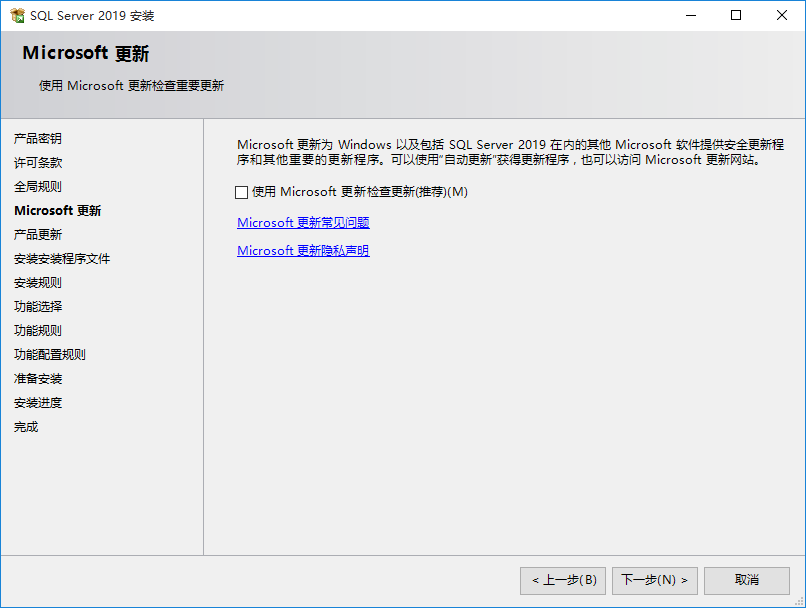 SQL Server 2019 安装
Microsoft 更新
使用 Microsoft 更新检查重要更新
产品密钥
许可条款
全局规则
Microsoft 更新
产品更新
安装安装程序文件
安装规则
功能选择
功能规则
功能配置规则
准备安装
安装进度
完成
Microsoft 更新为 Windows 以及包括 SQL Server 2019 在内的其他 Microsoft 软件提供安全更新程
序和其他重要的更新程序。可以使用"自动更新"获得更新程序，也可以访问 Microsoft 更新网站。
使用 Microsoft 更新检查更新(推荐)(M)
Microsoft 更新常见问题
Microsoft 更新隐私声明
< 上一步(B)
下一步(N) >
取消